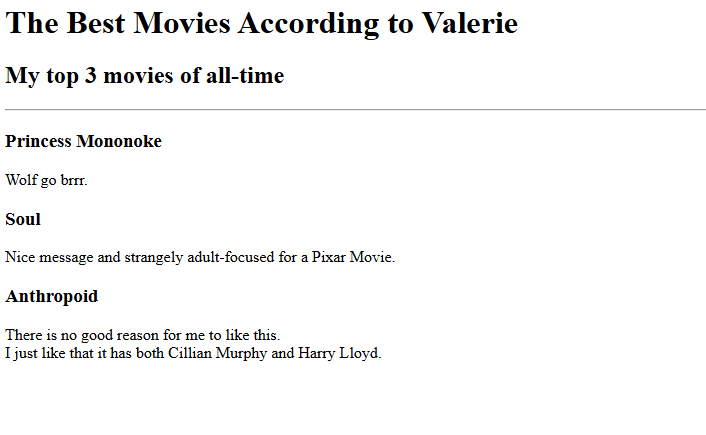 The Best Movies According to Valerie
My top 3 movies of all-time
Princess Mononoke
Wolf go brrr.
Soul
Nice message and strangely adult-focused for a Pixar Movie.
Anthropoid
There is no good reason for me to like this.
I just like that it has both Cillian Murphy and Harry Lloyd.